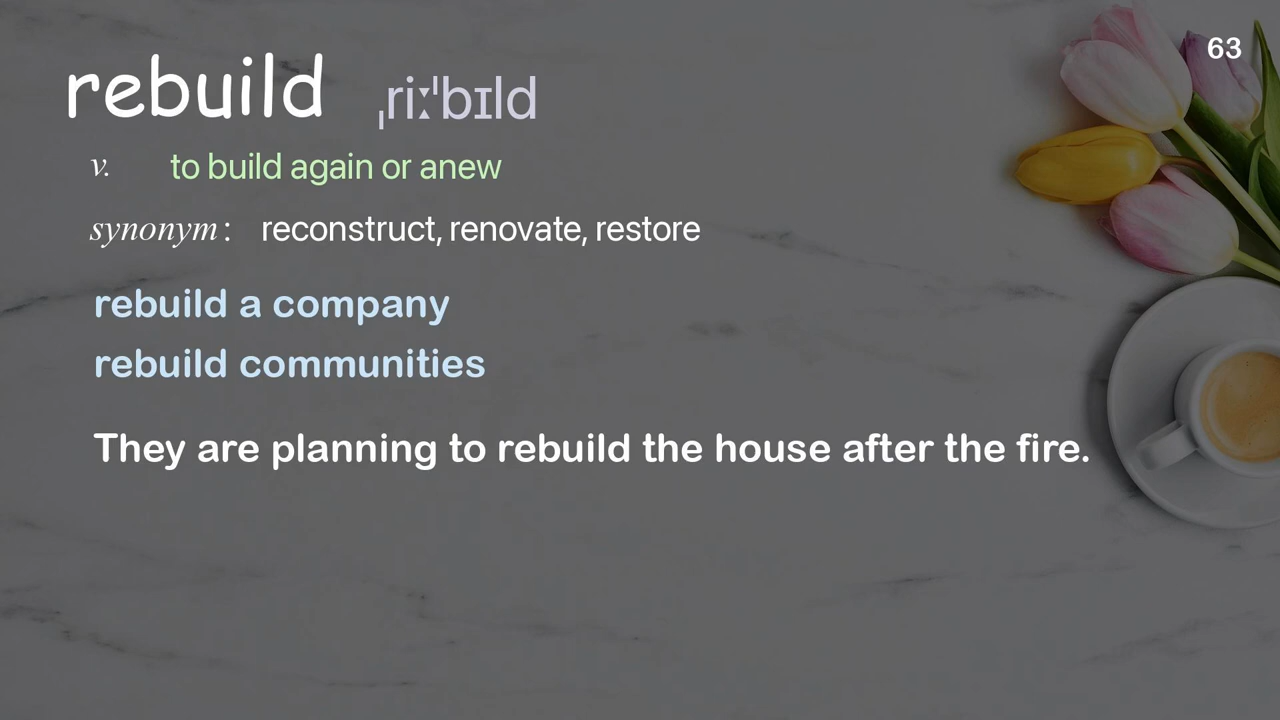 63
rebuild ˌriːˈbɪld
v. to build again or anew
synonym: reconstruct, renovate, restore
rebuild a company
rebuild communities
They are planning to rebuild the house after the fire.